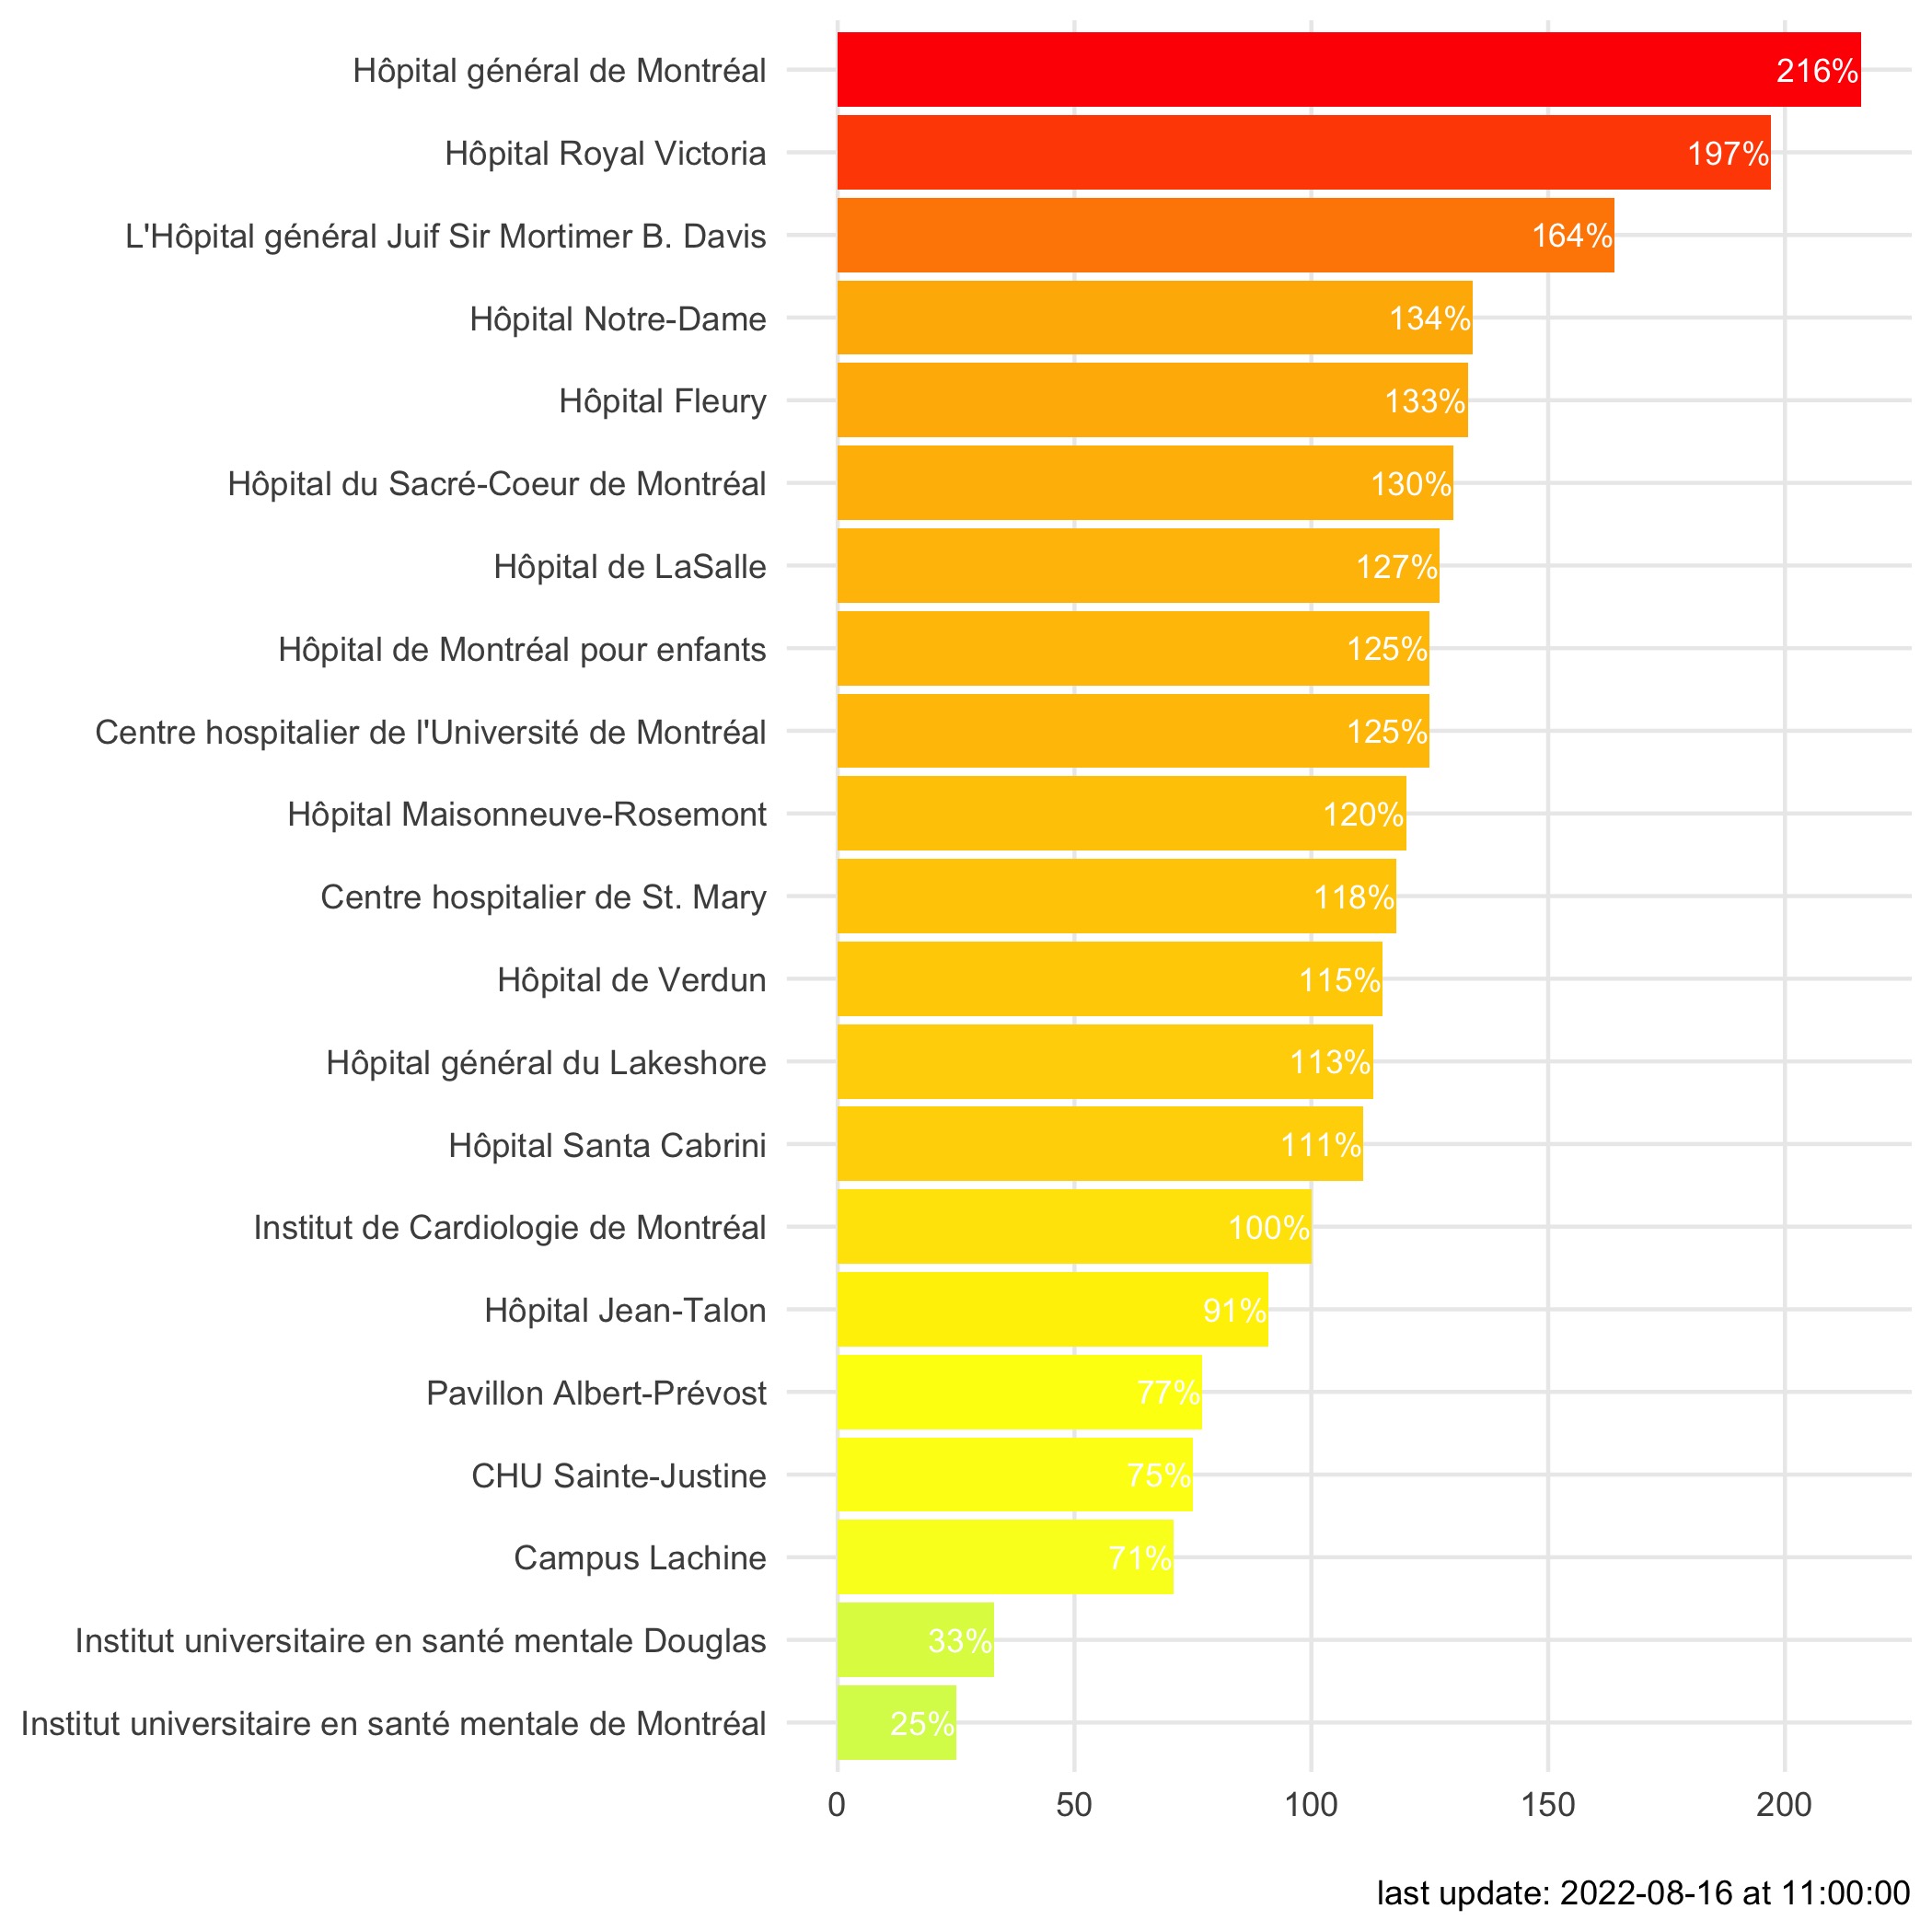 Hôpital général de Montréal 216%
Hôpital Royal Victoria 197%
L'Hôpital général Juif Sir Mortimer B. Davis 164%
Hôpital Notre-Dame 134%
Hôpital Fleury 133%
Hôpital du Sacré-Coeur de Montréal 130%
Hôpital de LaSalle 127%
Hôpital de Montréal pour enfants 125%
Centre hospitalier de l'Université de Montréal 125%
Hôpital Maisonneuve-Rosemont 120%
Centre hospitalier de St. Mary 118%
Hôpital de Verdun 115%
Hôpital général du Lakeshore 113%
Hôpital Santa Cabrini 111%
Institut de Cardiologie de Montréal 100%
Hôpital Jean-Talon 91%
Pavillon Albert-Prévost 77%
CHU Sainte-Justine 75%
Campus Lachine 71%
Institut universitaire en santé mentale Douglas 33%
Institut universitaire en santé mentale de Montréal 25%
0 50 100 150 200
last update: 2022-08-16 at 11:00:00